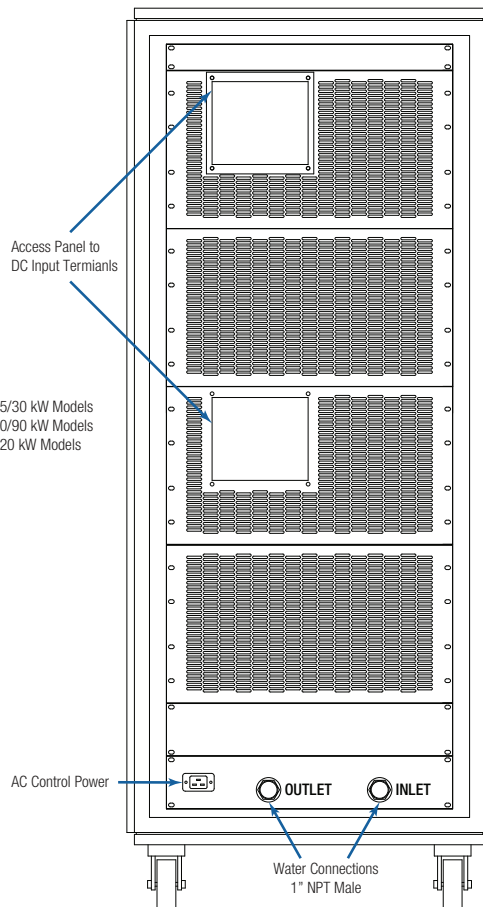 Access Panel to
DC Input Termianls
5/30 kW Models
0/90 kW Models
20 kW Models
AC Control Power
OUTLET
INLET
Water Connections
1" NPT Male